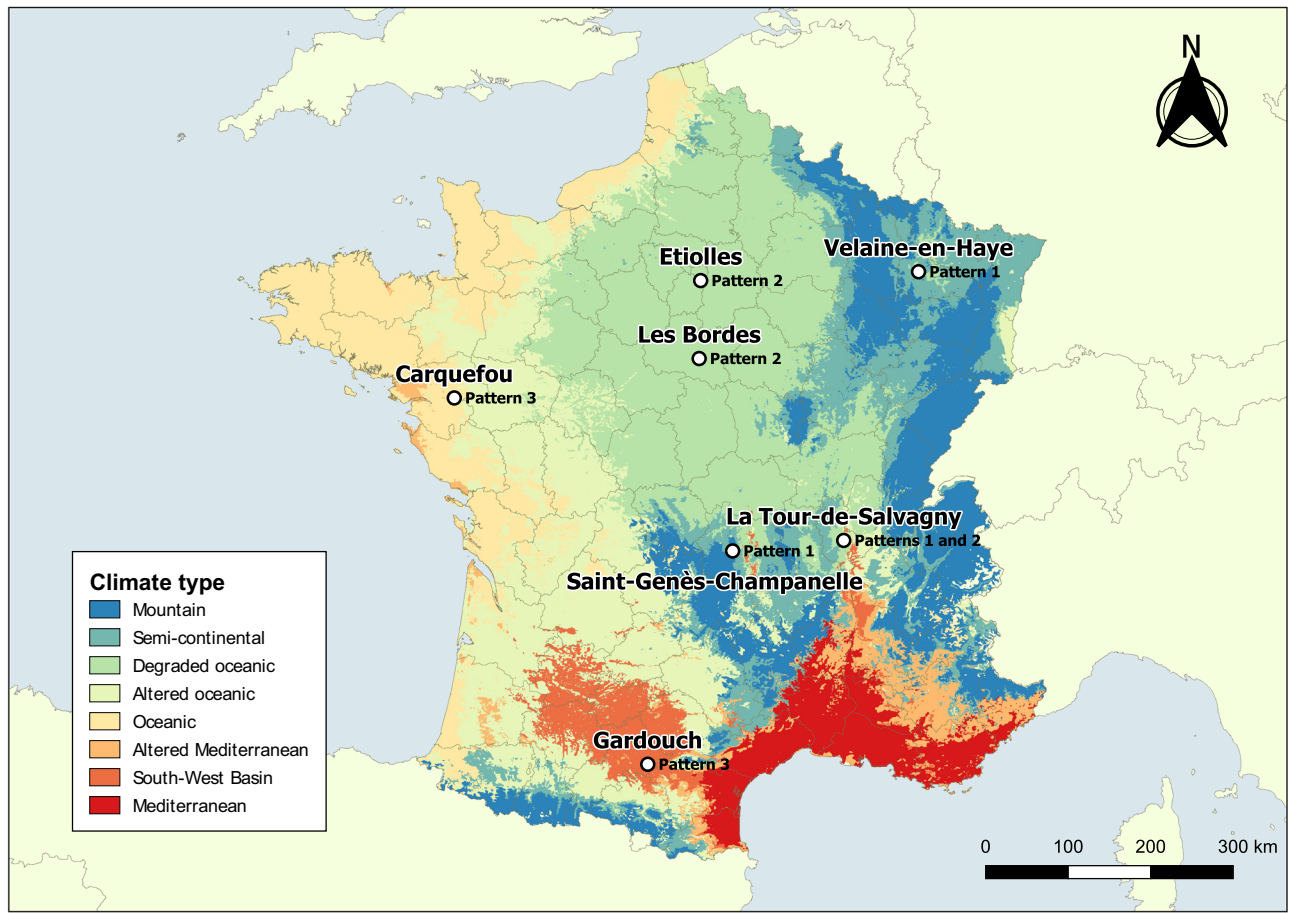 N
Velaine-en-Haye
Pattern 1
Etiolles
Pattern 2
Les Bordes
Pattern 2
Carquefou
Pattern 3
La Tour-de-Salvagny
Patterns 1 and 2
Pattern 1
Saint-Genès-Champanelle
Climate type
Mountain
Semi-continental
Degraded oceanic
Altered oceanic
Oceanic
Altered Mediterranean
South-West Basin
Mediterranean
Gardouch
Pattern 3
0 100 200 300 km